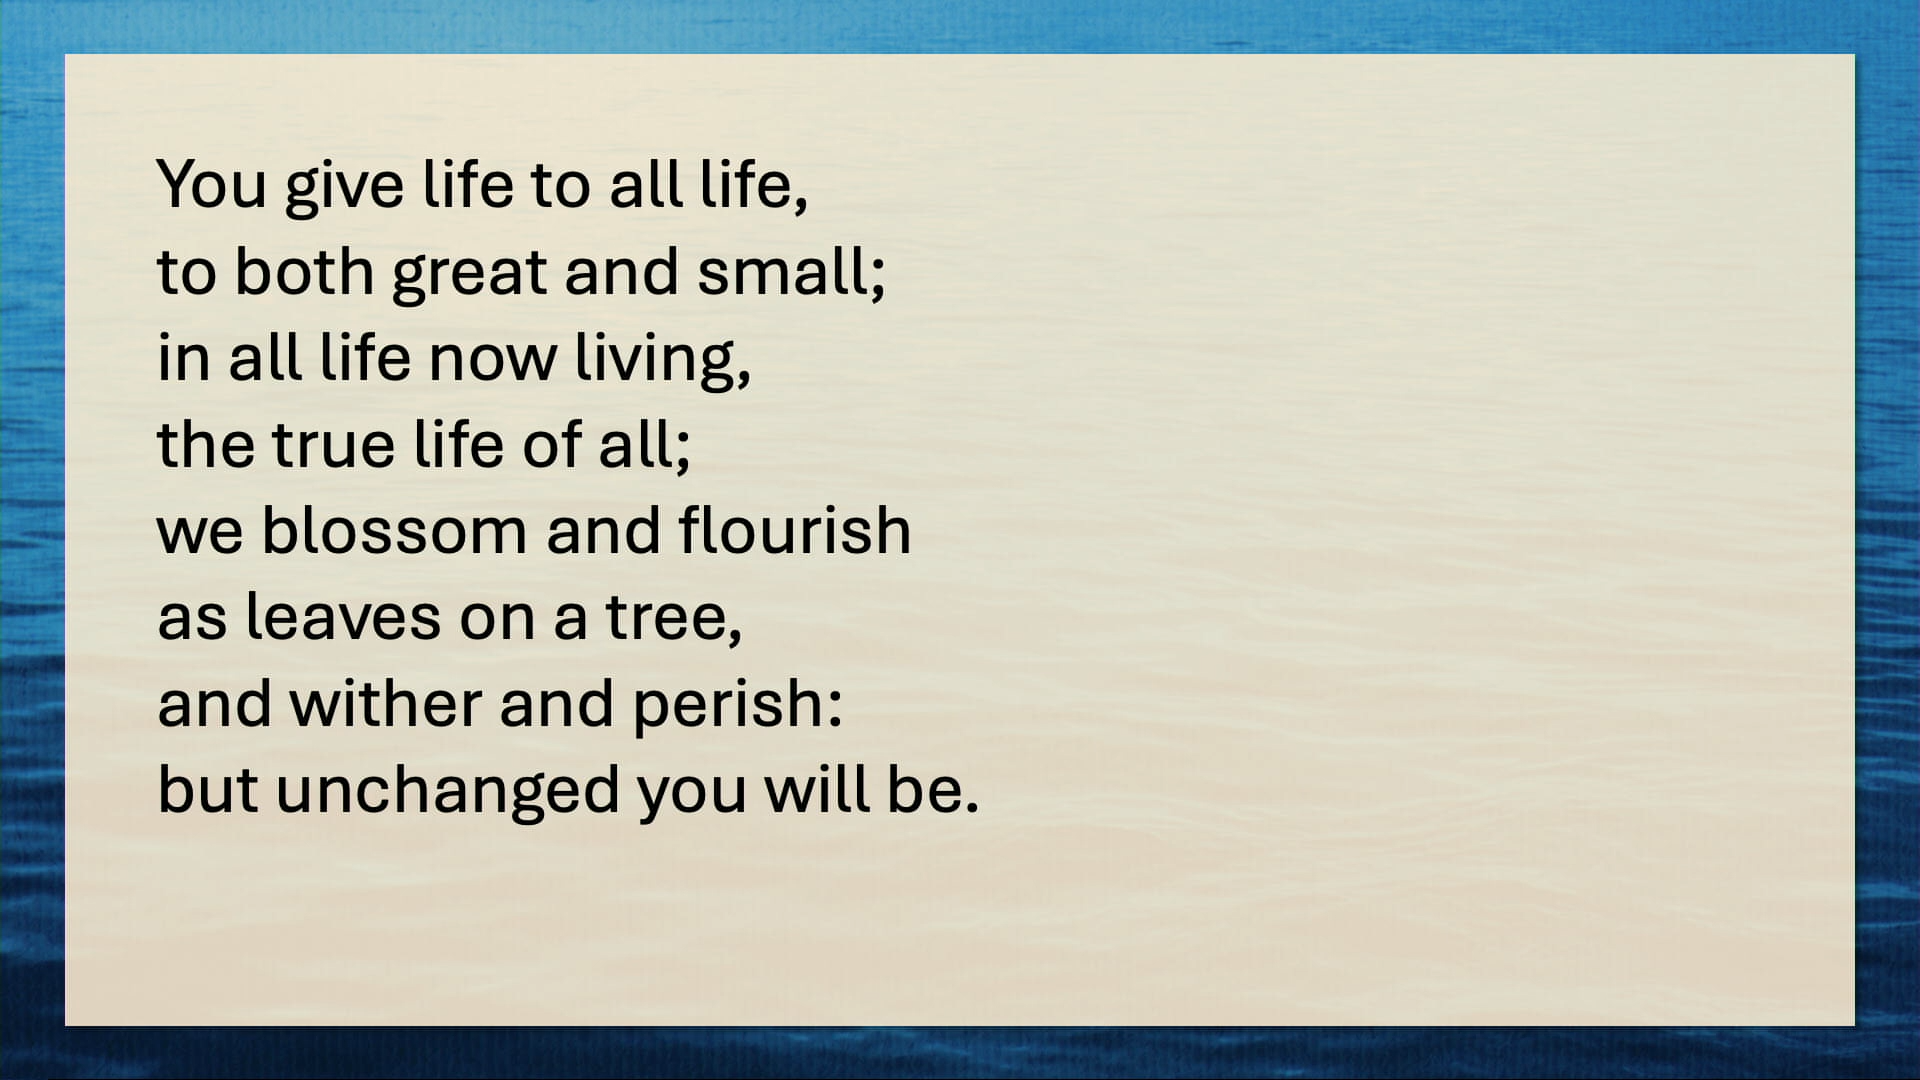 You give life to all life,
to both great and small;
in all life now living,
the true life of all;
we blossom and flourish
as leaves on a tree,
and wither and perish:
but unchanged you will be.